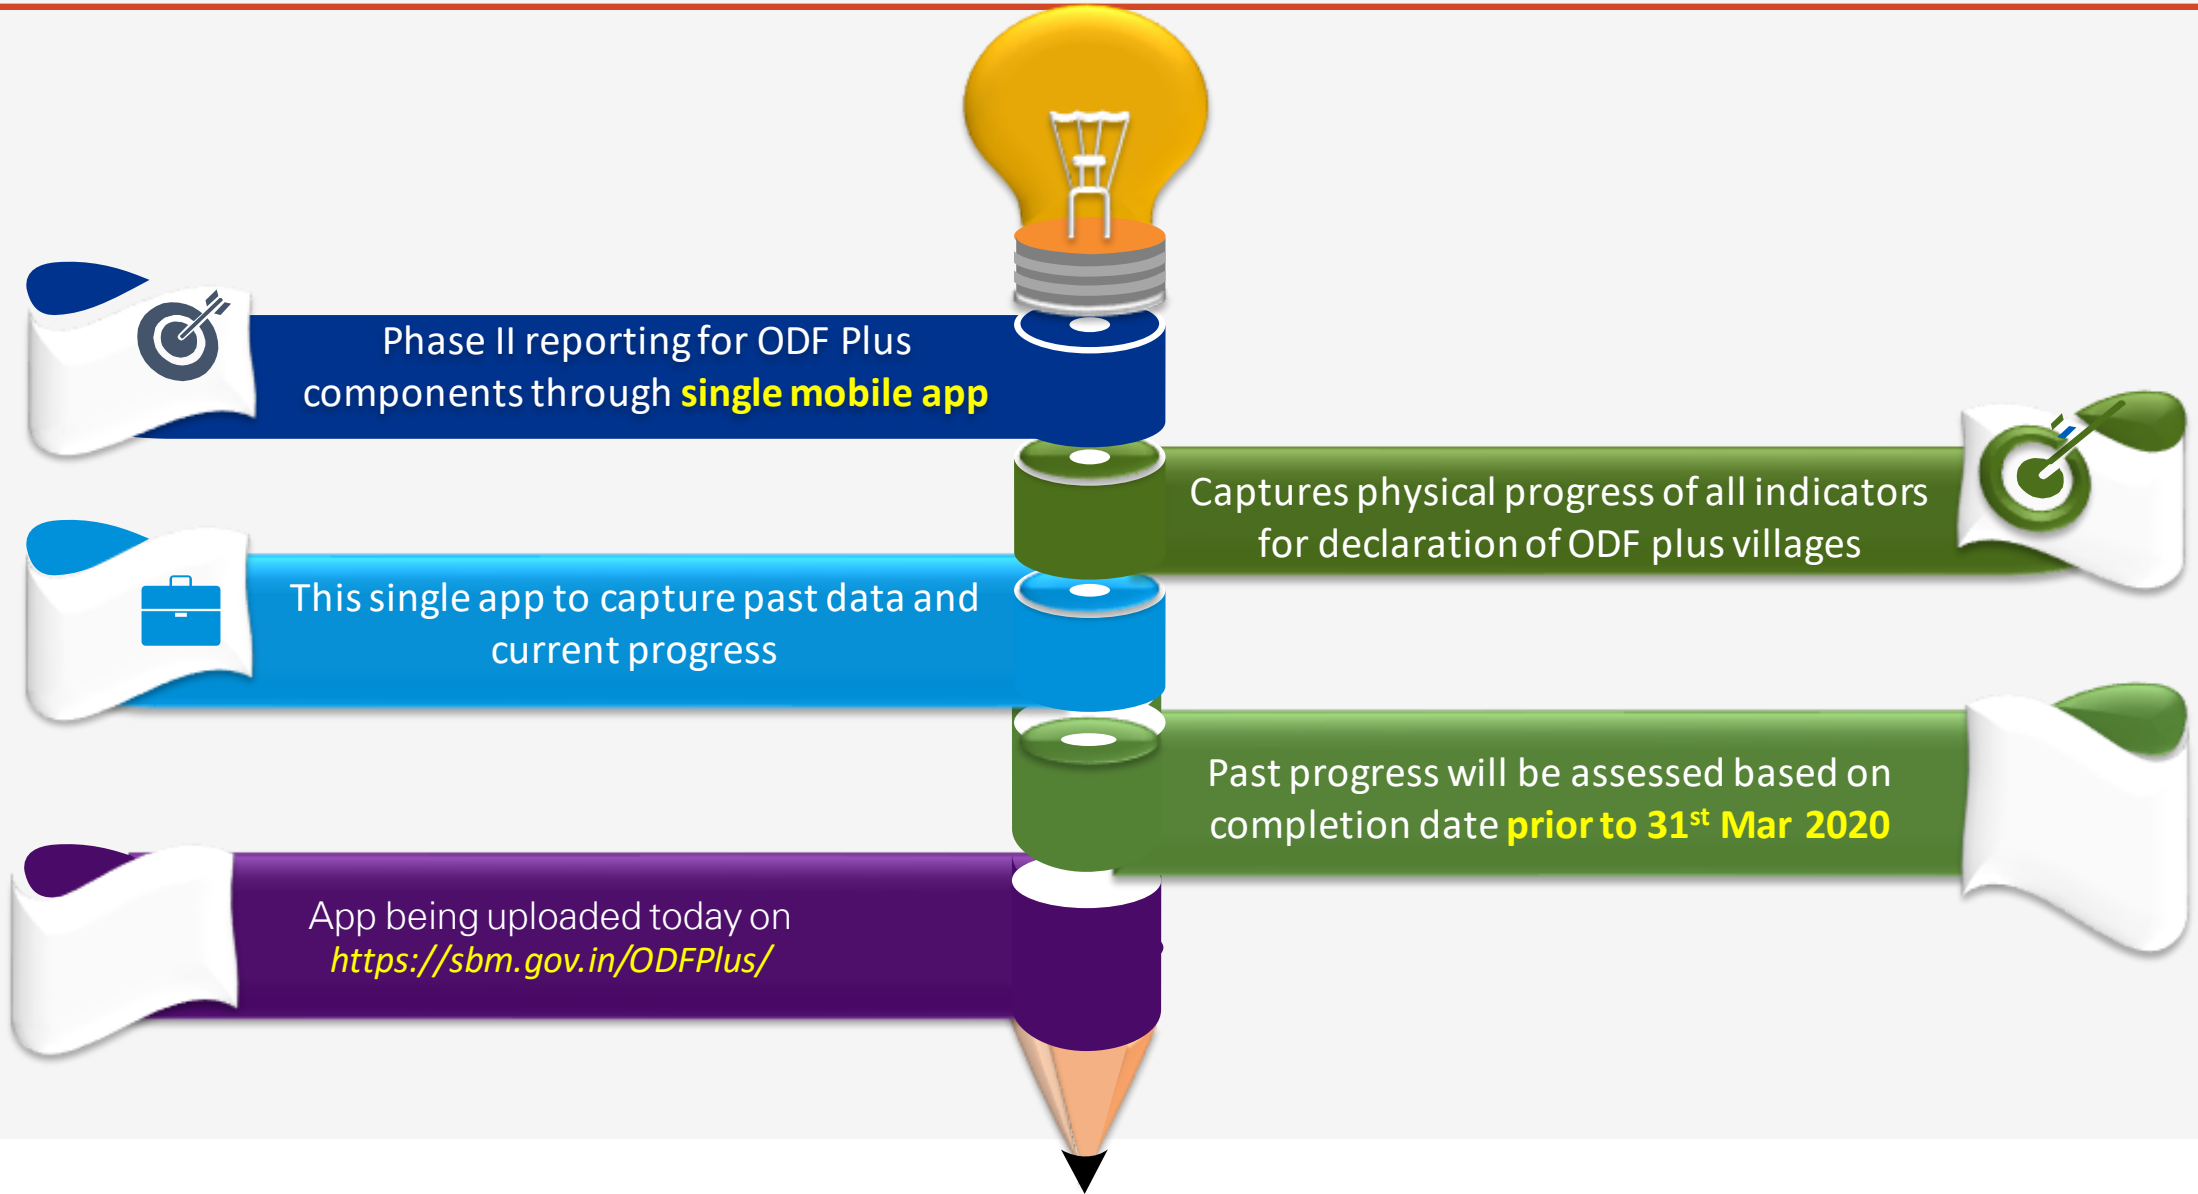 Phase II reporting for ODF Plus
components through single mobile app
Captures physical progress of all indicators
for declaration of ODF plus villages
This single app to capture past data and
current progress
Past progress will be assessed based on
completion date prior to 31st Mar 2020
App being uploaded today on
https://sbm.gov.in/ODFPlus/